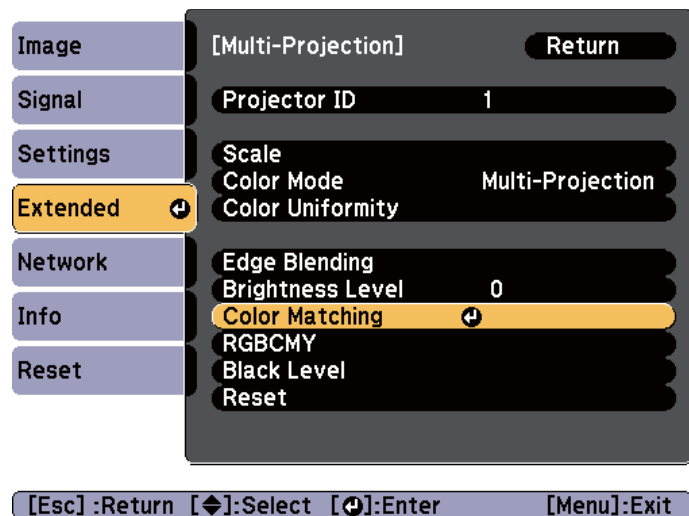 Image
Signal
Settings
Extended
Network
Info
Reset
[Multi-Projection] Return
Projector ID 1
Scale
Color Mode Multi-Projection
Color Uniformity
Edge Blending
Brightness Level 0
Color Matching
RGBCMY
Black Level
Reset
[Esc] :Return [◆]:Select [⏎]:Enter [Menu]:Exit